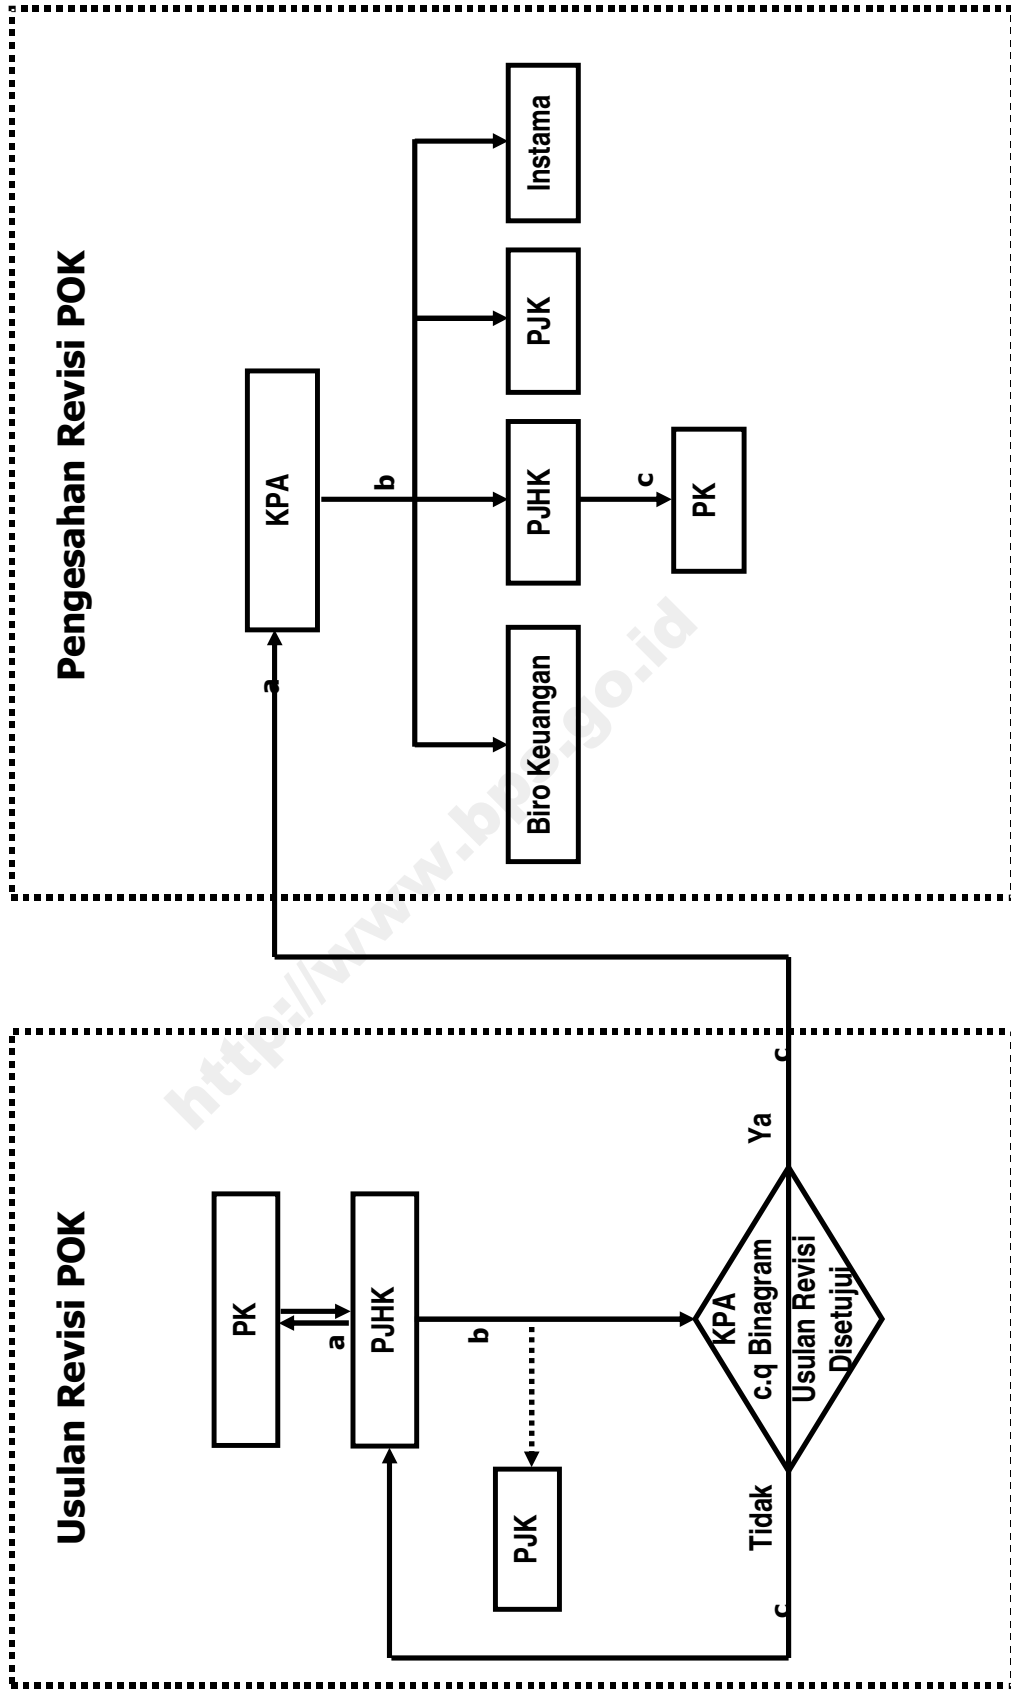 Usulan Revisi POK
PK
a
PJHK
b
PJK
KPA
c.q Binagram
Usulan Revisi
Disetujui
Tidak
c
Ya
c
Pengesahan Revisi POK
a
KPA
b
Biro Keuangan
PJHK
PJK
Instama
c
PK
http://www.bps.go.id